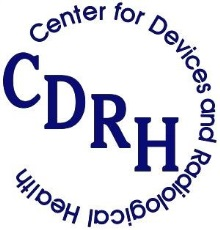 Center for Devices and Radiological Health
CDRH